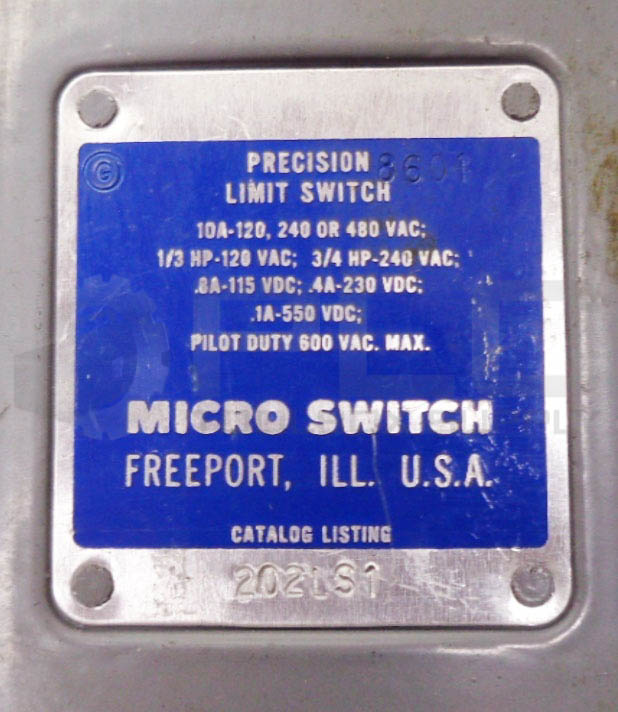 © PRECISION 8601
LIMIT SWITCH
10A-120, 240 OR 480 VAC;
1/3 HP-120 VAC; 3/4 HP-240 VAC;
.8A-115 VDC; .4A-230 VDC;
.1A-550 VDC;
PILOT DUTY 600 VAC. MAX.
MICRO SWITCH
FREEPORT, ILL. U.S.A.
CATALOG LISTING
202LS1